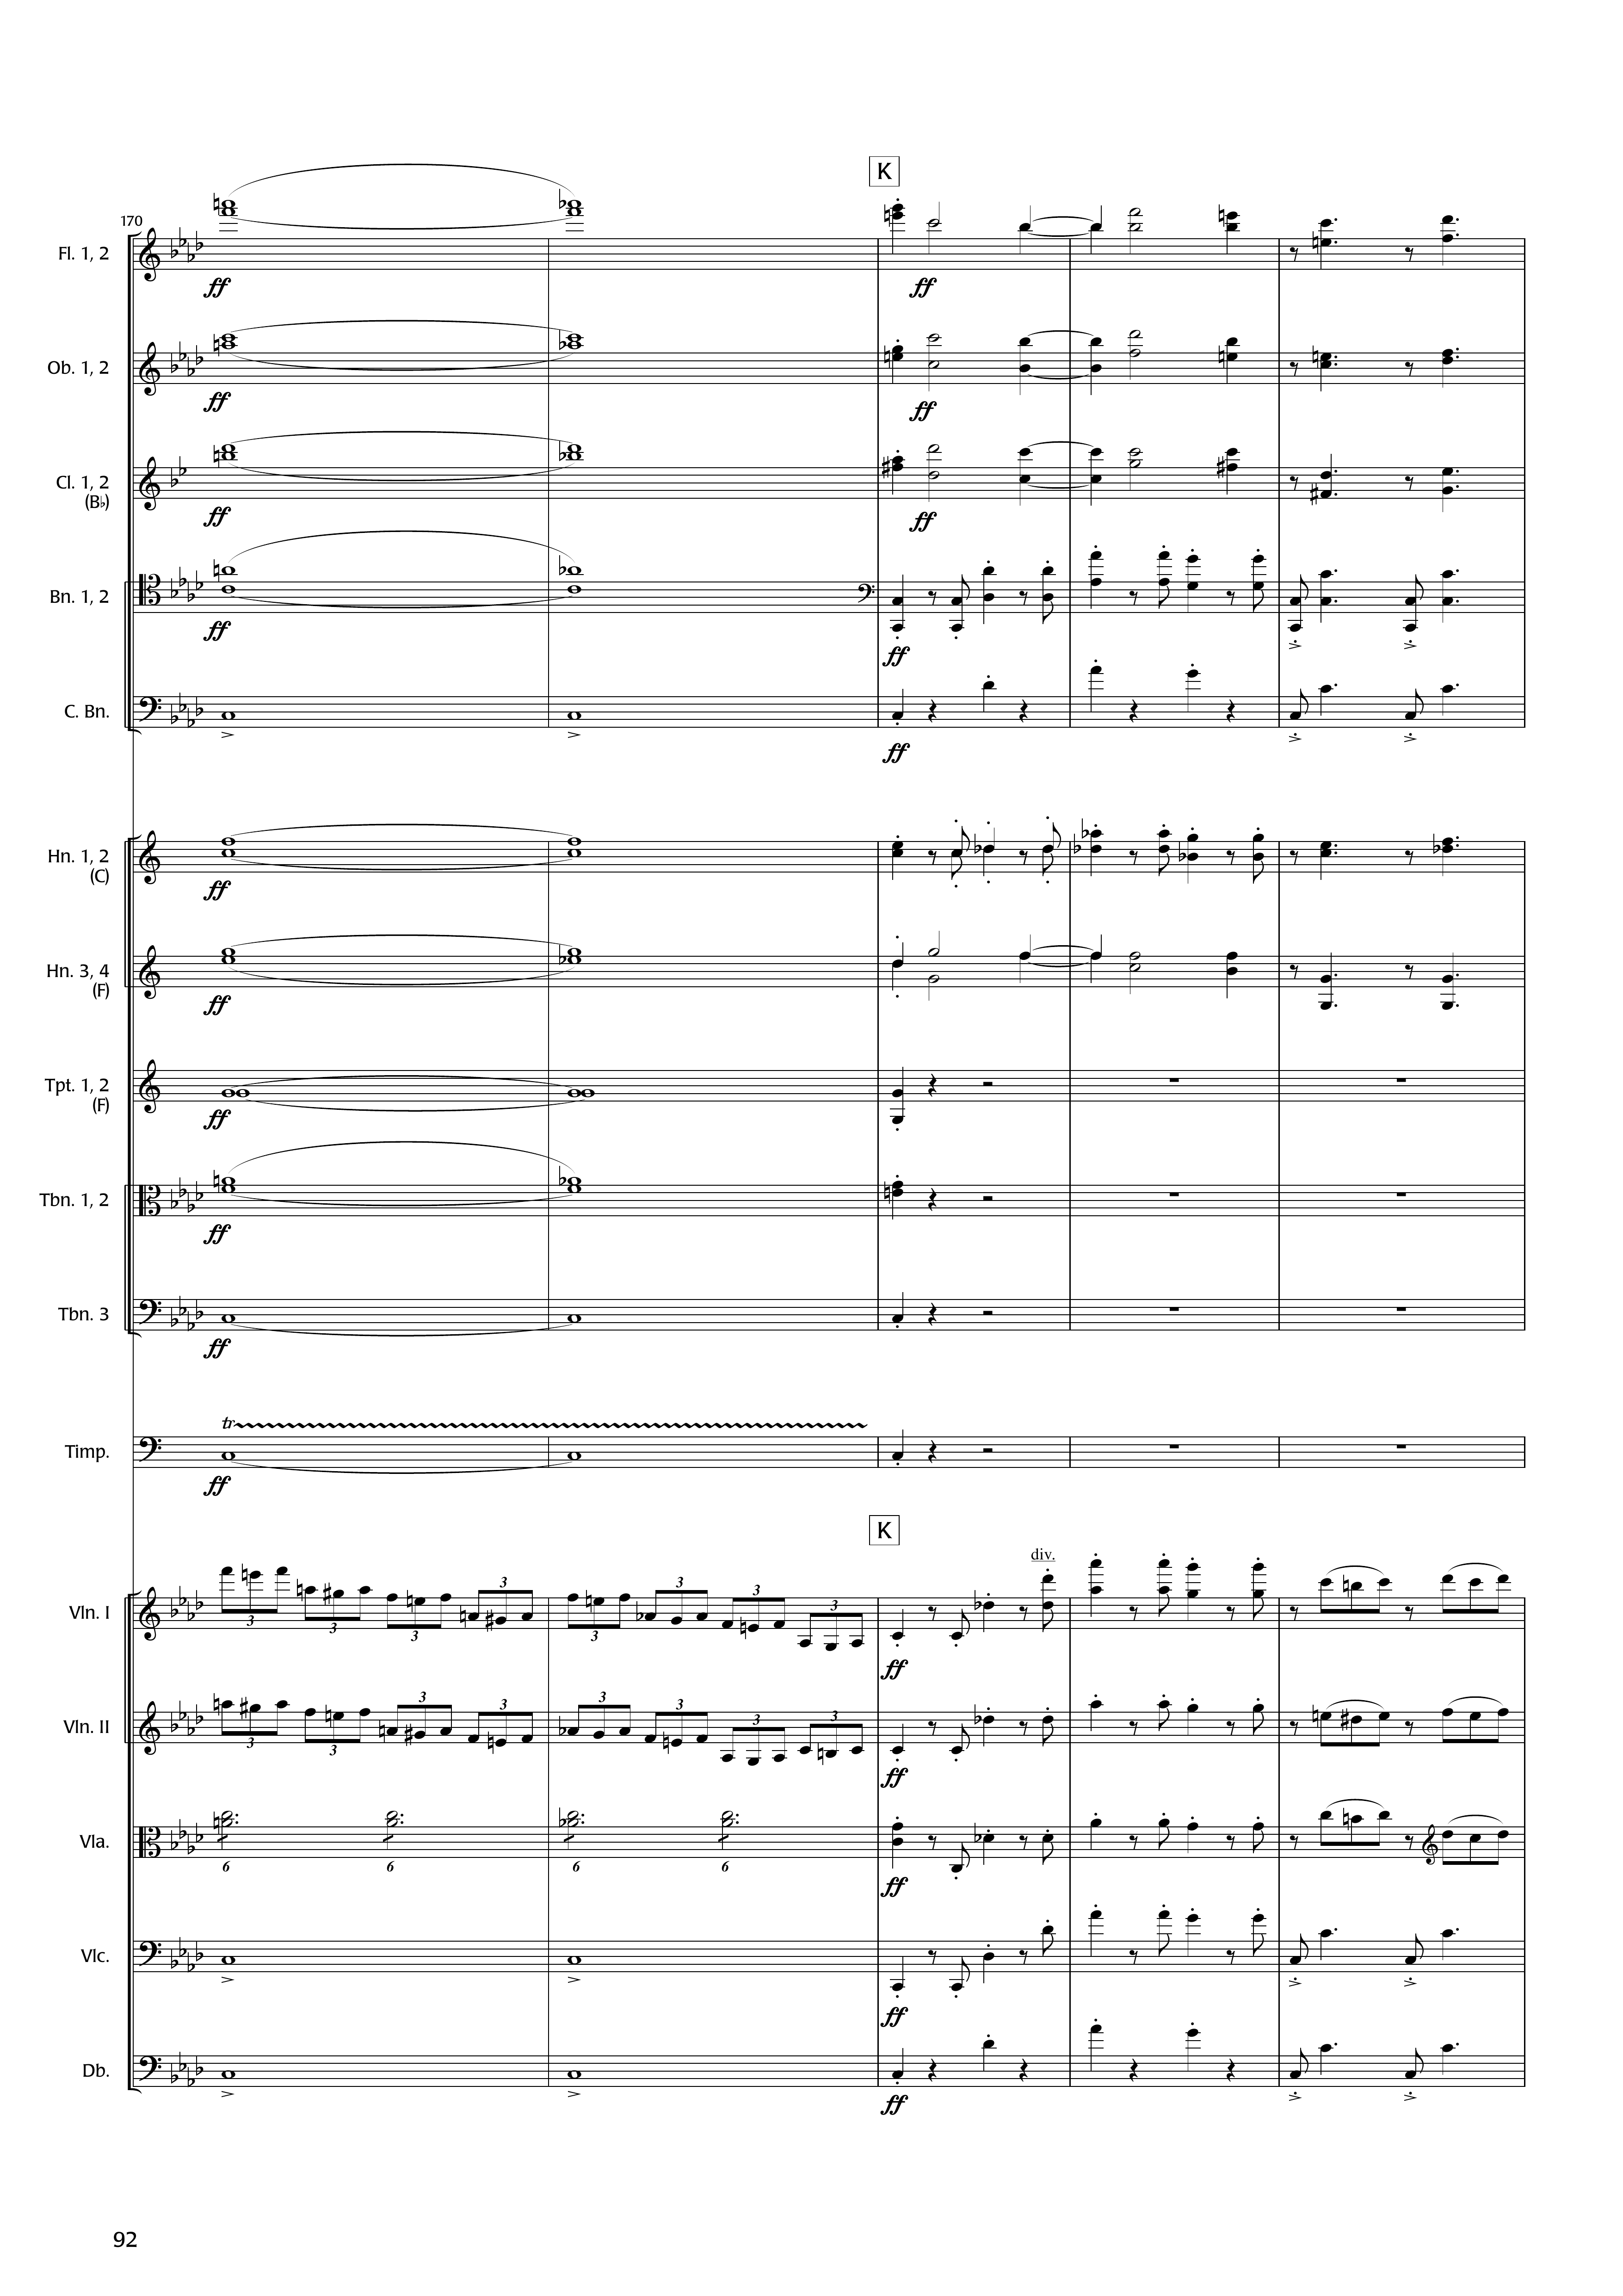 K
170
Fl. 1, 2
ff
ff
Ob. 1, 2
ff
ff
Cl. 1, 2
(B♭)
ff
ff
Bn. 1, 2
ff
ff
C. Bn.
ff
Hn. 1, 2
(C)
ff
Hn. 3, 4
(F)
ff
Tpt. 1, 2
(F)
ff
Tbn. 1, 2
ff
Tbn. 3
ff
tr
Timp.
ff
K
div.
Vln. I
3 3 3 3 3 3 3 3
ff
Vln. II
3 3 3 3 3 3 3 3
ff
Vla.
6 6 6 6
ff
Vlc.
ff
Db.
ff
92